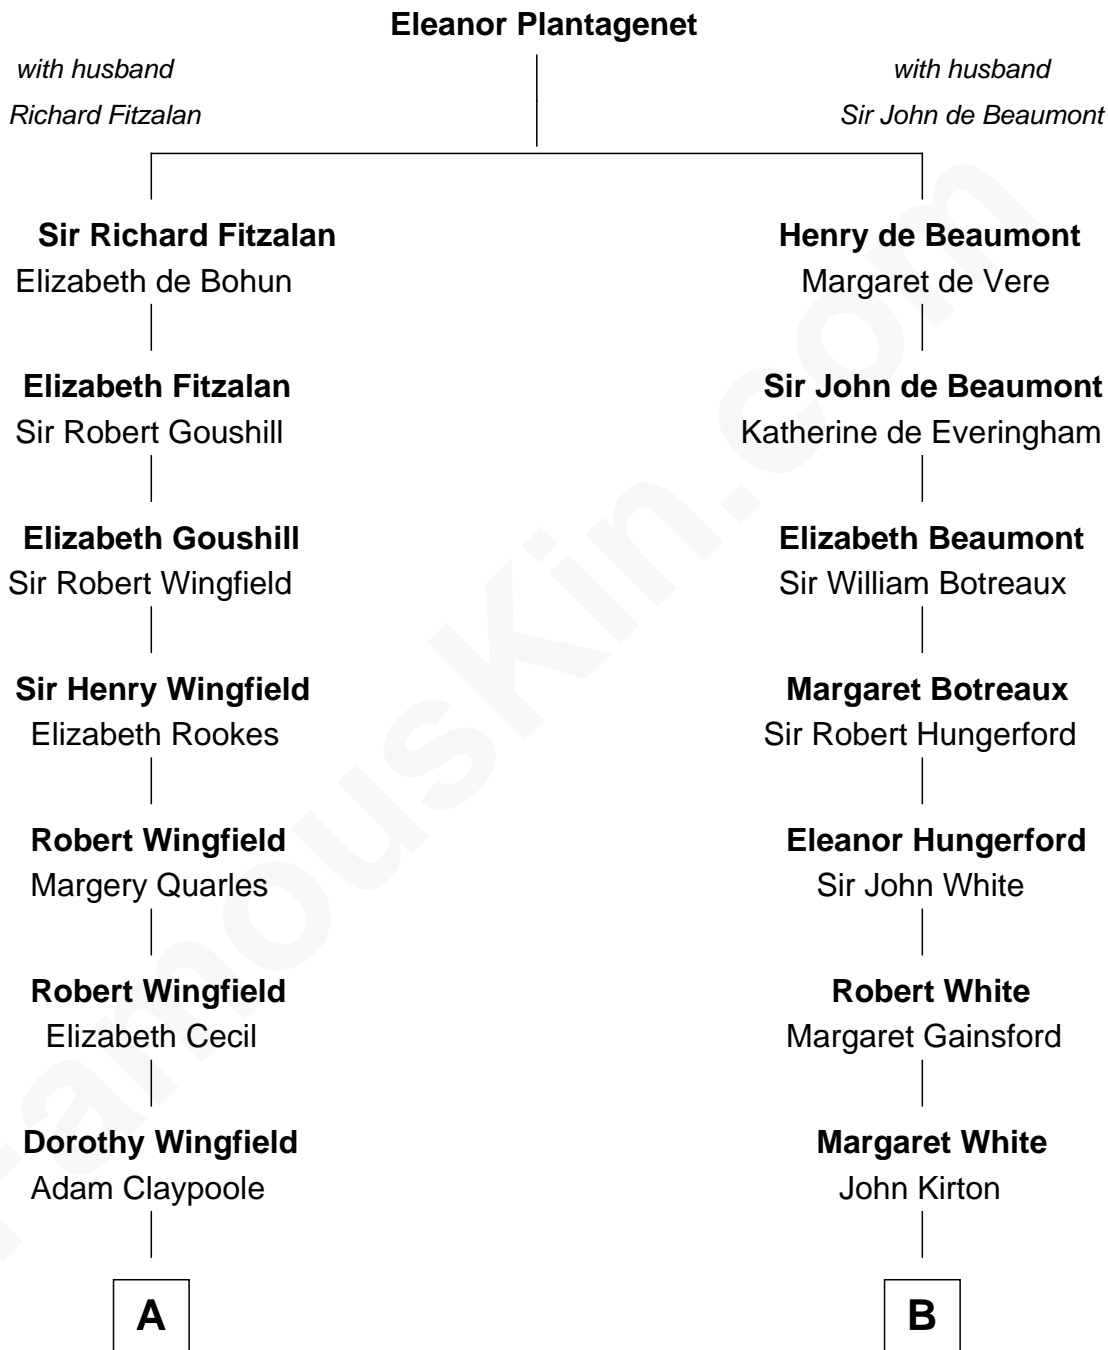 Eleanor Plantagenet
with husband
Richard Fitzalan
with husband
Sir John de Beaumont
Sir Richard Fitzalan
Elizabeth de Bohun
Henry de Beaumont
Margaret de Vere
Elizabeth Fitzalan
Sir Robert Goushill
Sir John de Beaumont
Katherine de Everingham
Elizabeth Goushill
Sir Robert Wingfield
Elizabeth Beaumont
Sir William Botreaux
Sir Henry Wingfield
Elizabeth Rookes
Margaret Botreaux
Sir Robert Hungerford
Robert Wingfield
Margery Quarles
Eleanor Hungerford
Sir John White
Robert Wingfield
Elizabeth Cecil
Robert White
Margaret Gainsford
Dorothy Wingfield
Adam Claypoole
Margaret White
John Kirton
A
B
FamousKin.com